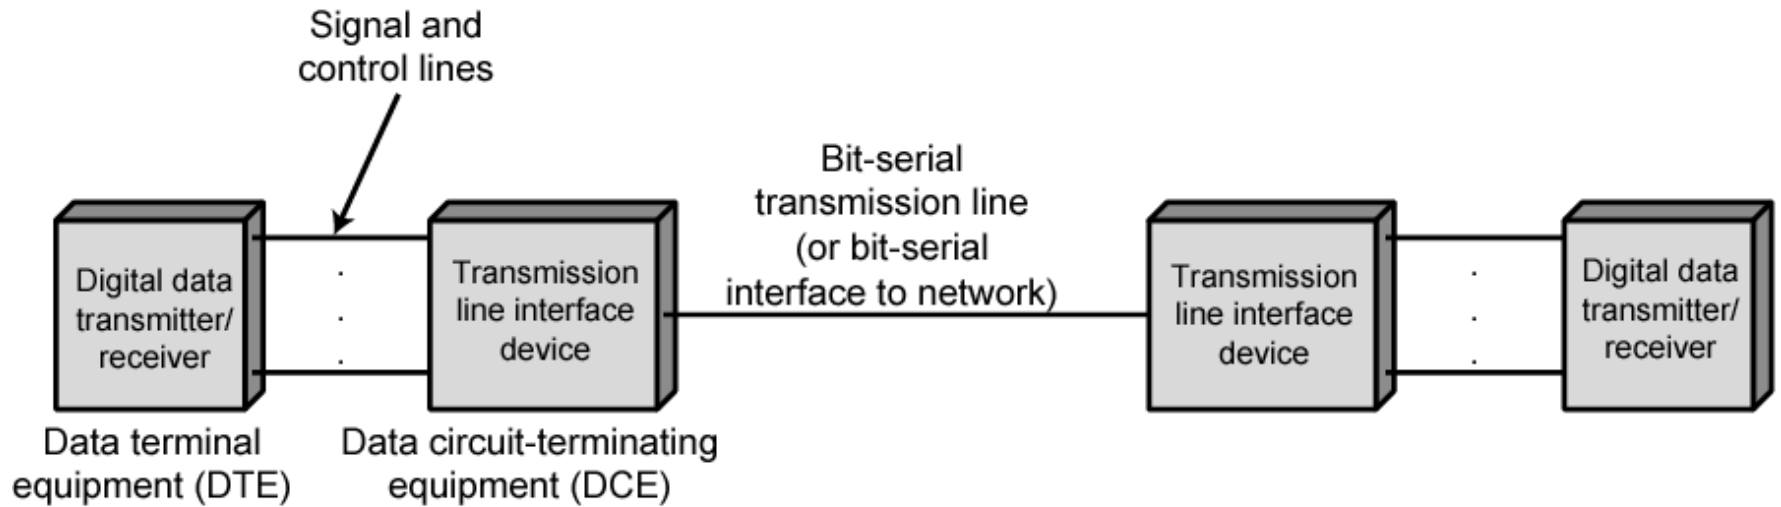 Signal and
control lines
Bit-serial
transmission line
(or bit-serial
interface to network)
Digital data
transmitter/
receiver
Transmission
line interface
device
Transmission
line interface
device
Digital data
transmitter/
receiver
Data terminal
equipment (DTE)
Data circuit-terminating
equipment (DCE)